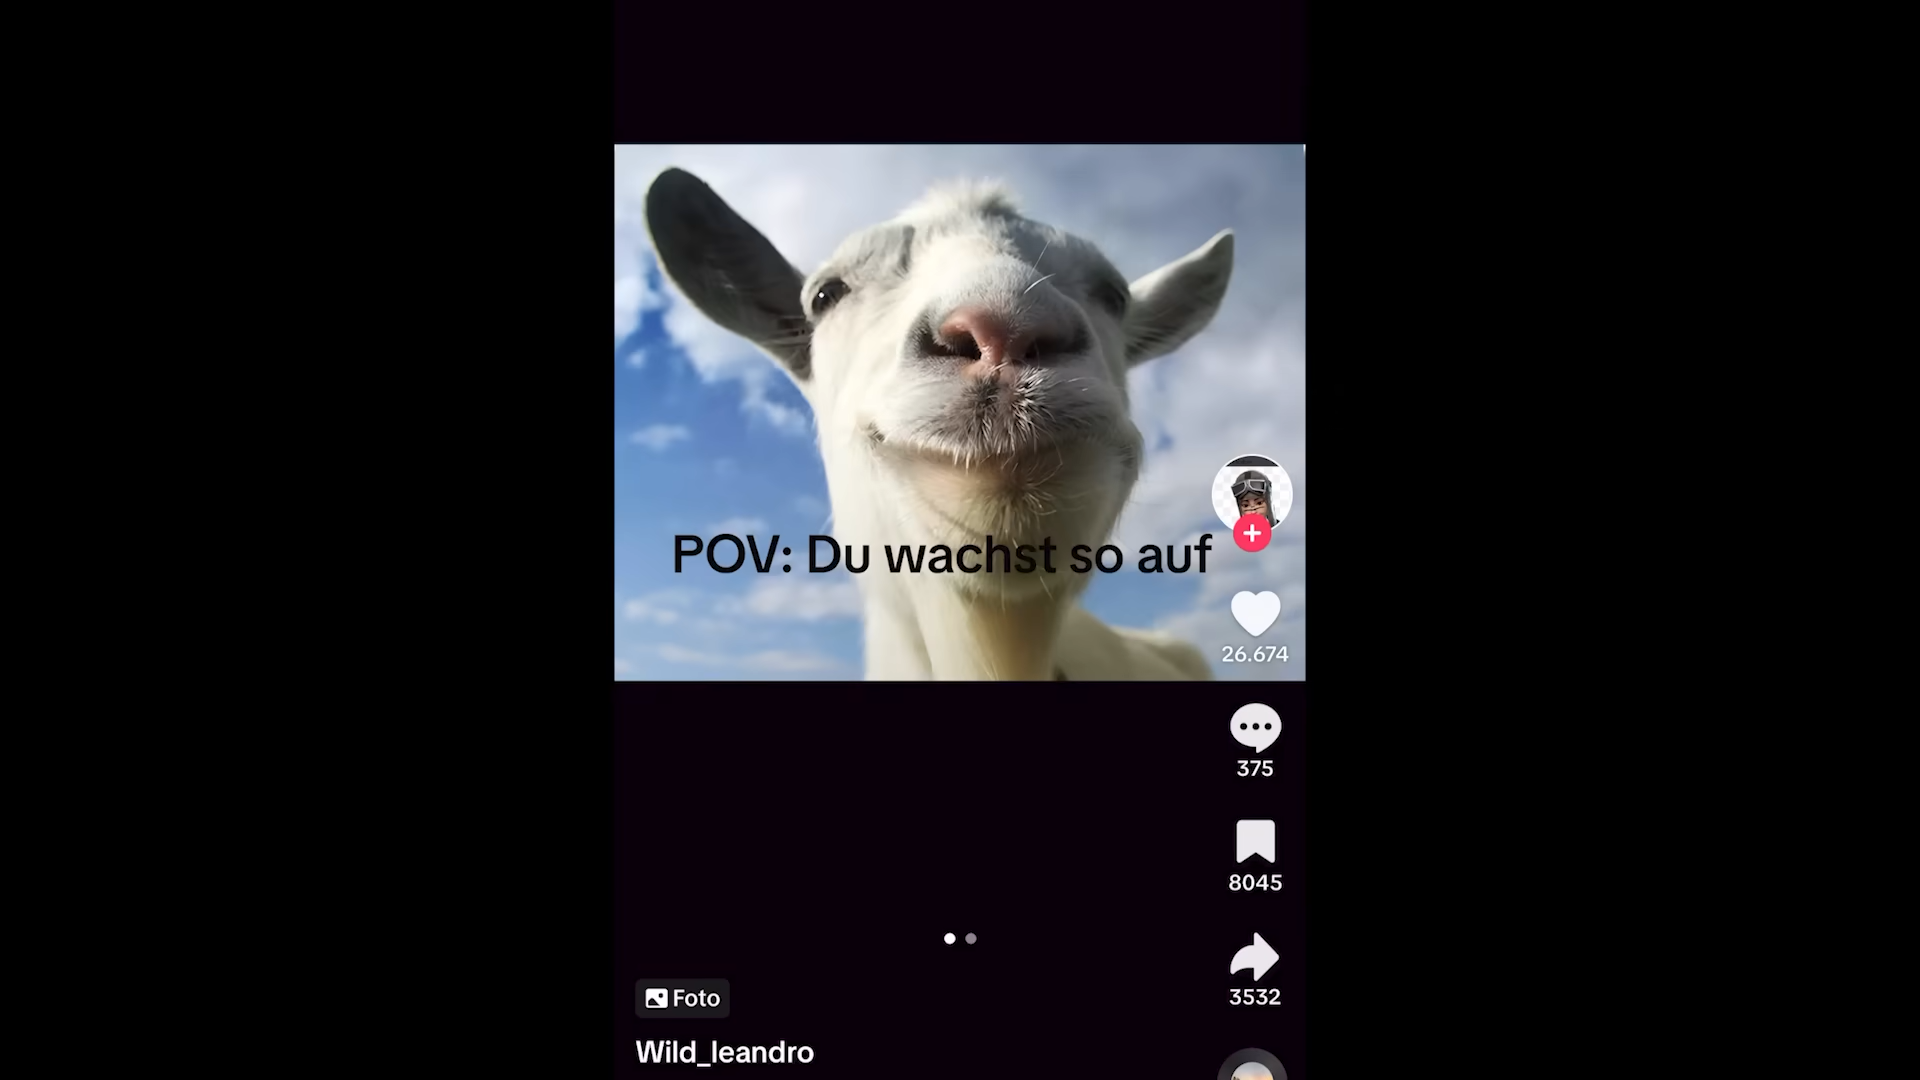 POV: Du wachst so auf
26.674
375
8045
3532
Foto
Wild_leandro